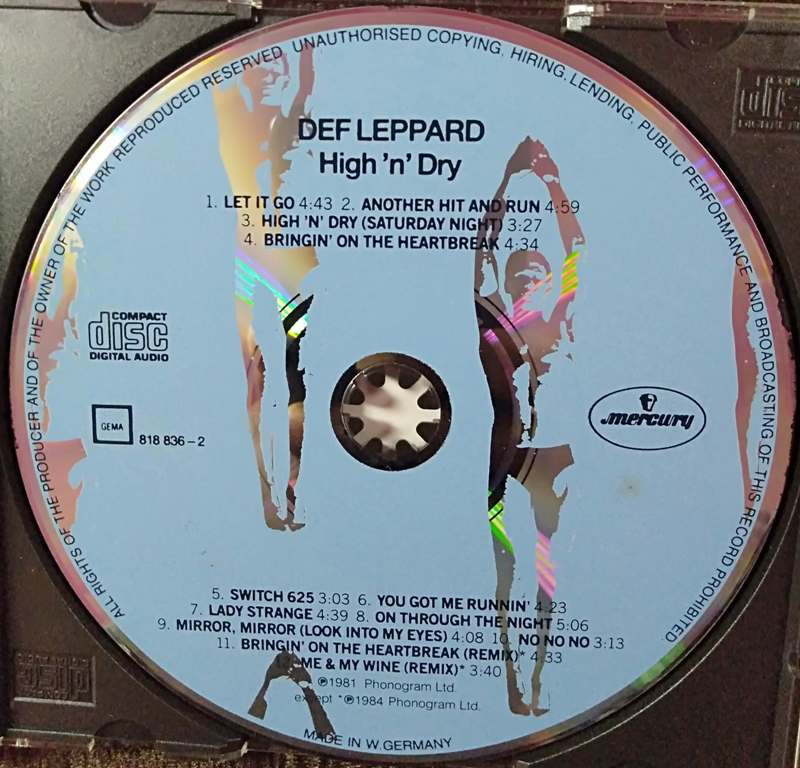 ALL RIGHTS OF THE PRODUCER AND OF THE OWNER OF THE WORK REPRODUCED RESERVED. UNAUTHORISED COPYING, HIRING, LENDING, PUBLIC PERFORMANCE AND BROADCASTING OF THIS RECORD PROHIBITED
DEF LEPPARD
High 'n' Dry
1. LET IT GO 4:43 2. ANOTHER HIT AND RUN 4:59
3. HIGH 'N' DRY (SATURDAY NIGHT) 3:27
4. BRINGIN' ON THE HEARTBREAK 4:34
COMPACT
disc
DIGITAL AUDIO
GEMA
818 836-2
mercury
5. SWITCH 625 3:03 6. YOU GOT ME RUNNIN' 4:23
7. LADY STRANGE 4:39 8. ON THROUGH THE NIGHT 5:06
9. MIRROR, MIRROR (LOOK INTO MY EYES) 4:08 10. NO NO NO 3:13
11. BRINGIN' ON THE HEARTBREAK (REMIX)* 4:33
12. ME & MY WINE (REMIX)* 3:40
℗1981 Phonogram Ltd.
except *℗1984 Phonogram Ltd.
MADE IN W.GERMANY
disc
DIGITAL AUDIO
disc